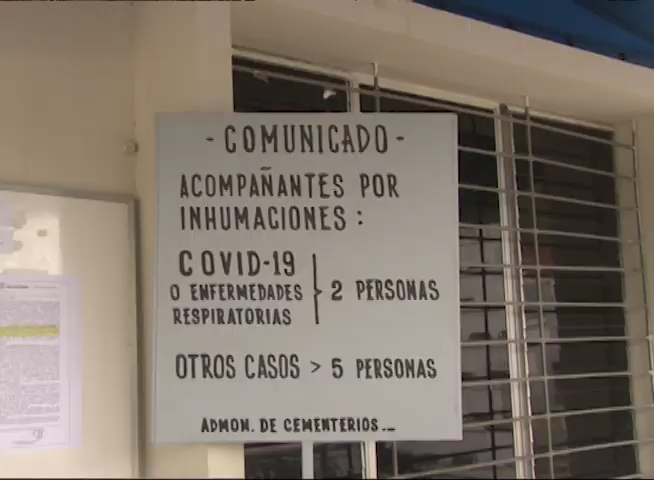 - COMUNICADO -
ACOMPAÑANTES POR
INHUMACIONES :
COVID-19
O ENFERMEDADES
RESPIRATORIAS
2 PERSONAS
OTROS CASOS > 5 PERSONAS
ADMON. DE CEMENTERIOS...